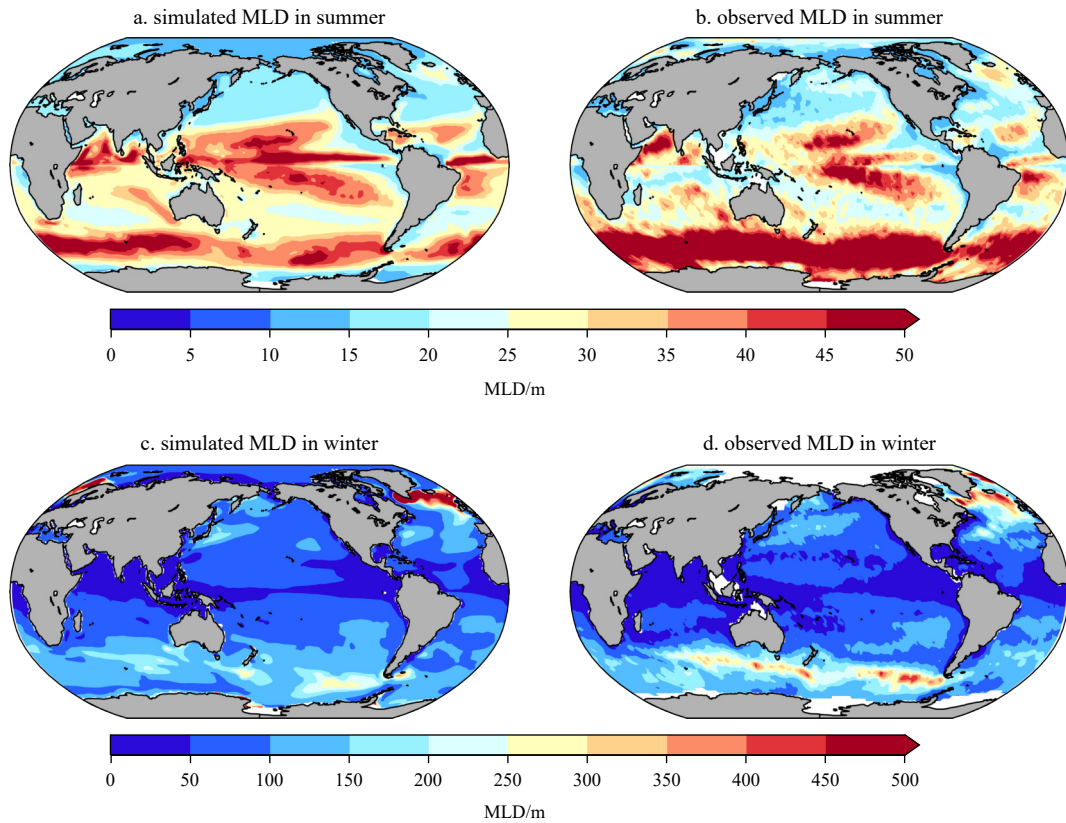 a. simulated MLD in summer
b. observed MLD in summer
0 5 10 15 20 25 30 35 40 45 50
MLD/m
c. simulated MLD in winter
d. observed MLD in winter
0 50 100 150 200 250 300 350 400 450 500
MLD/m